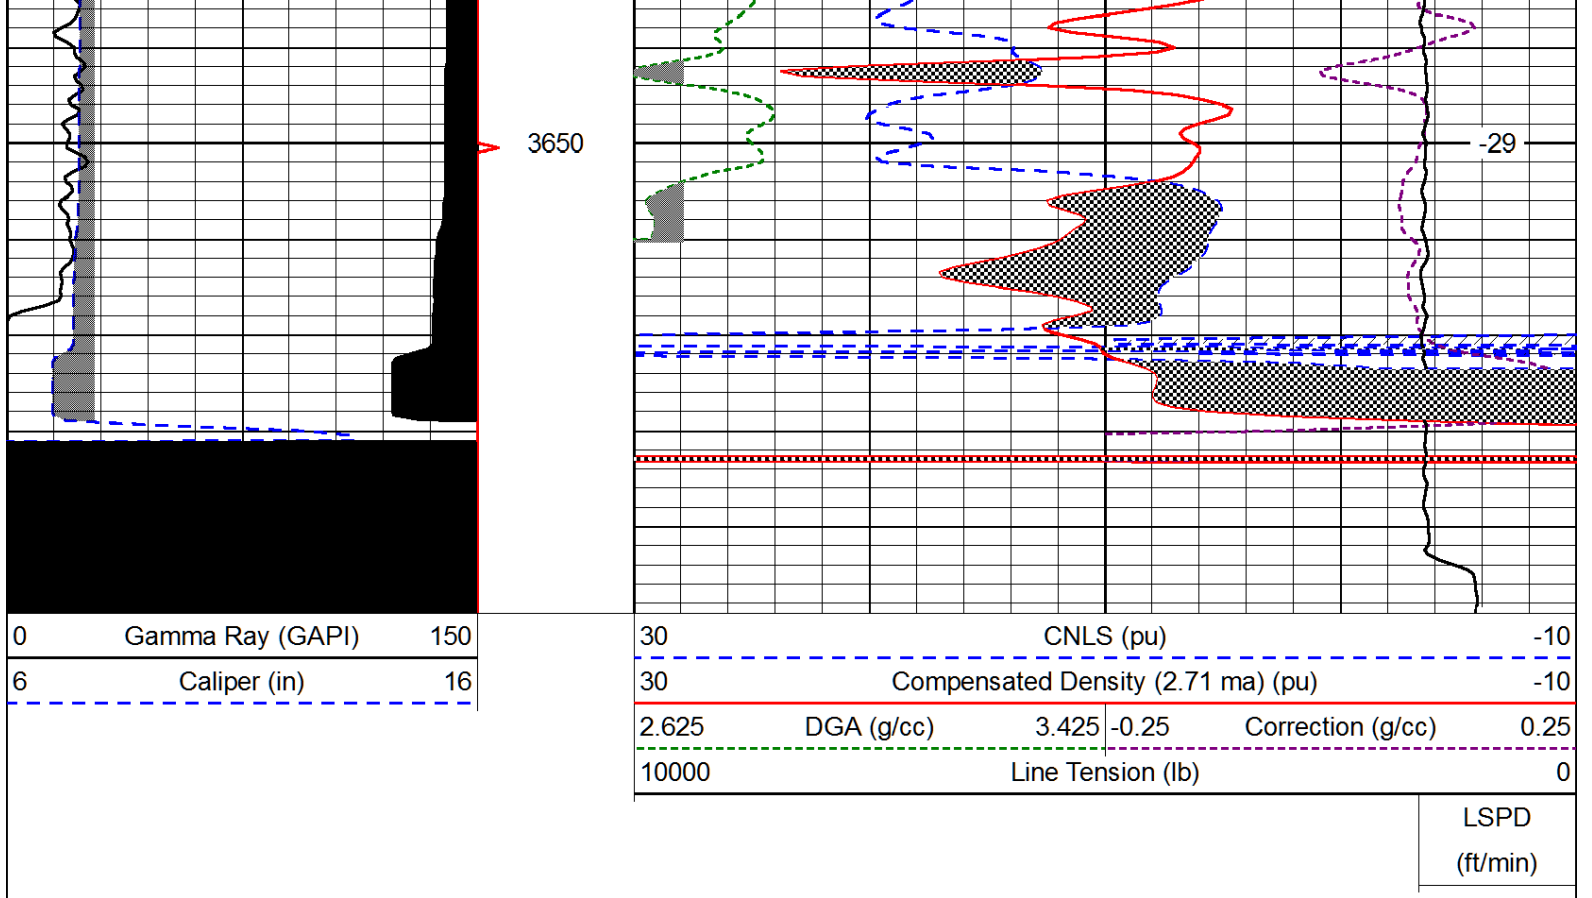 3650
-29
0 Gamma Ray (GAPI) 150
6 Caliper (in) 16
30 CNLS (pu) -10
30 Compensated Density (2.71 ma) (pu) -10
2.625 DGA (g/cc) 3.425 -0.25 Correction (g/cc) 0.25
10000 Line Tension (lb) 0
LSPD
(ft/min)